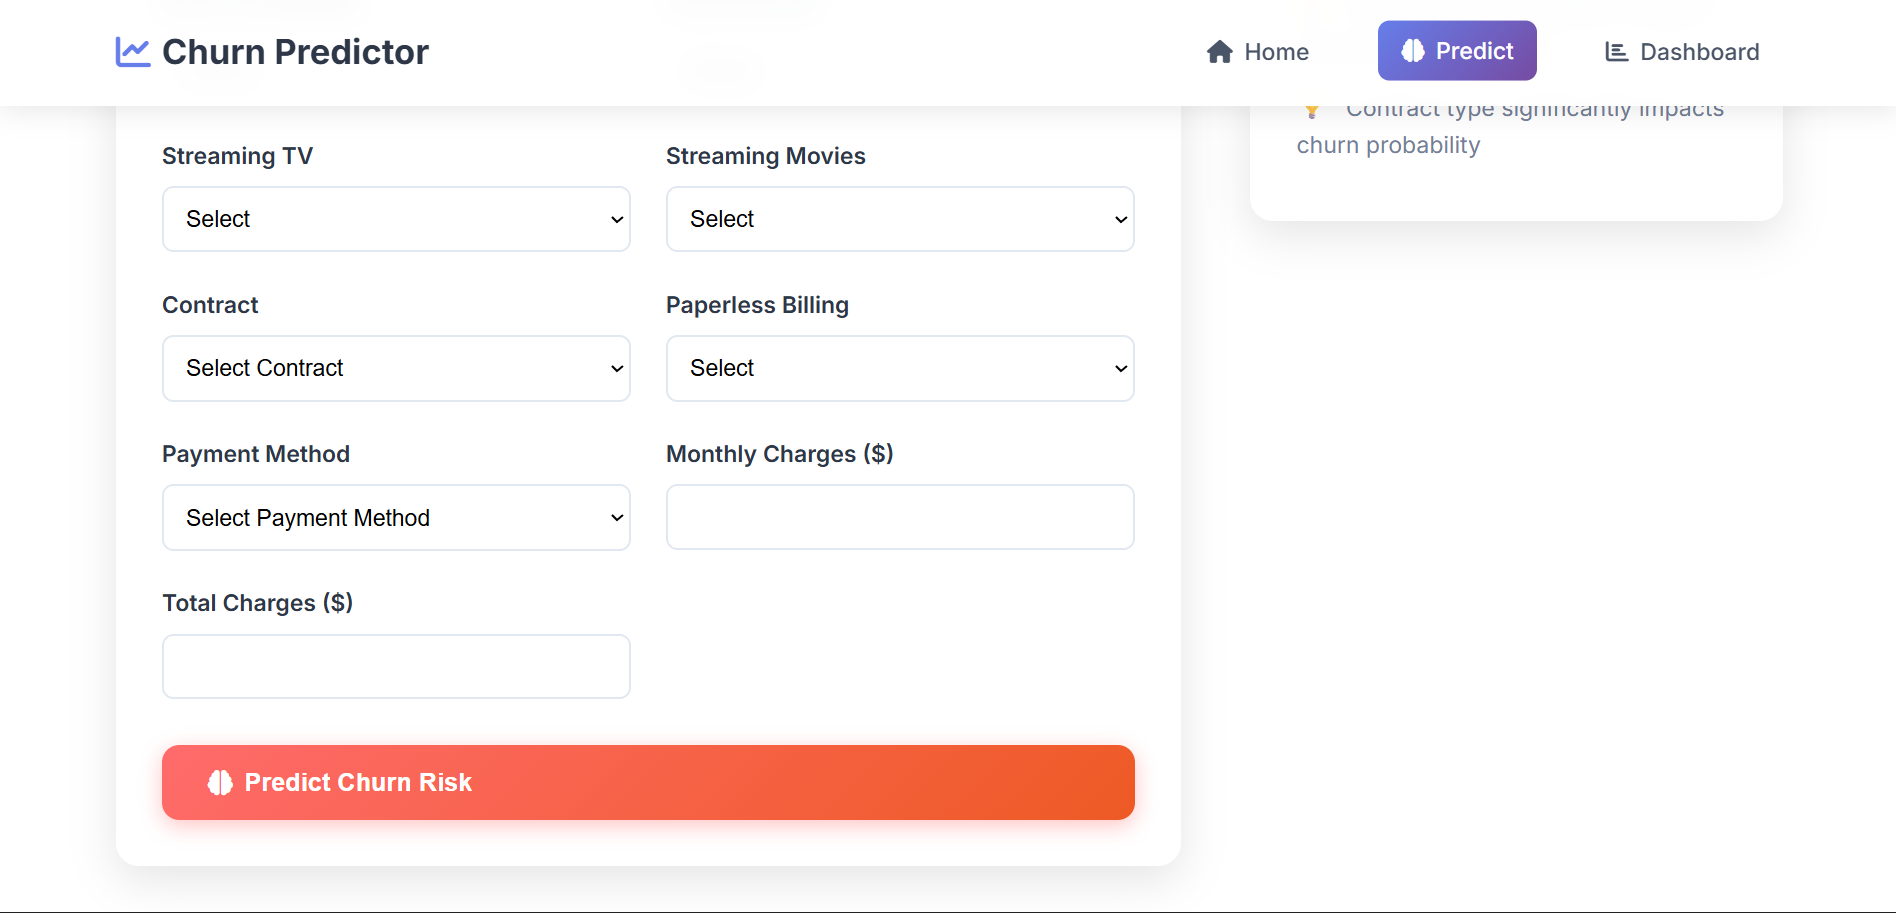 Churn Predictor
Home
Predict
Dashboard
Contract type significantly impacts
churn probability
Streaming TV
Streaming Movies
Select
Select
Contract
Paperless Billing
Select Contract
Select
Payment Method
Monthly Charges ($)
Select Payment Method
Total Charges ($)
Predict Churn Risk